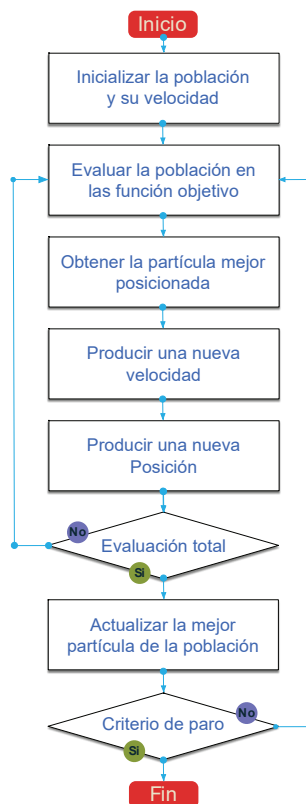 Inicio
Inicializar la población
y su velocidad
Evaluar la población en
las función objetivo
Obtener la partícula mejor
posicionada
Producir una nueva
velocidad
Producir una nueva
Posición
No
Evaluación total
Si
Actualizar la mejor
partícula de la población
No
Criterio de paro
Si
Fin